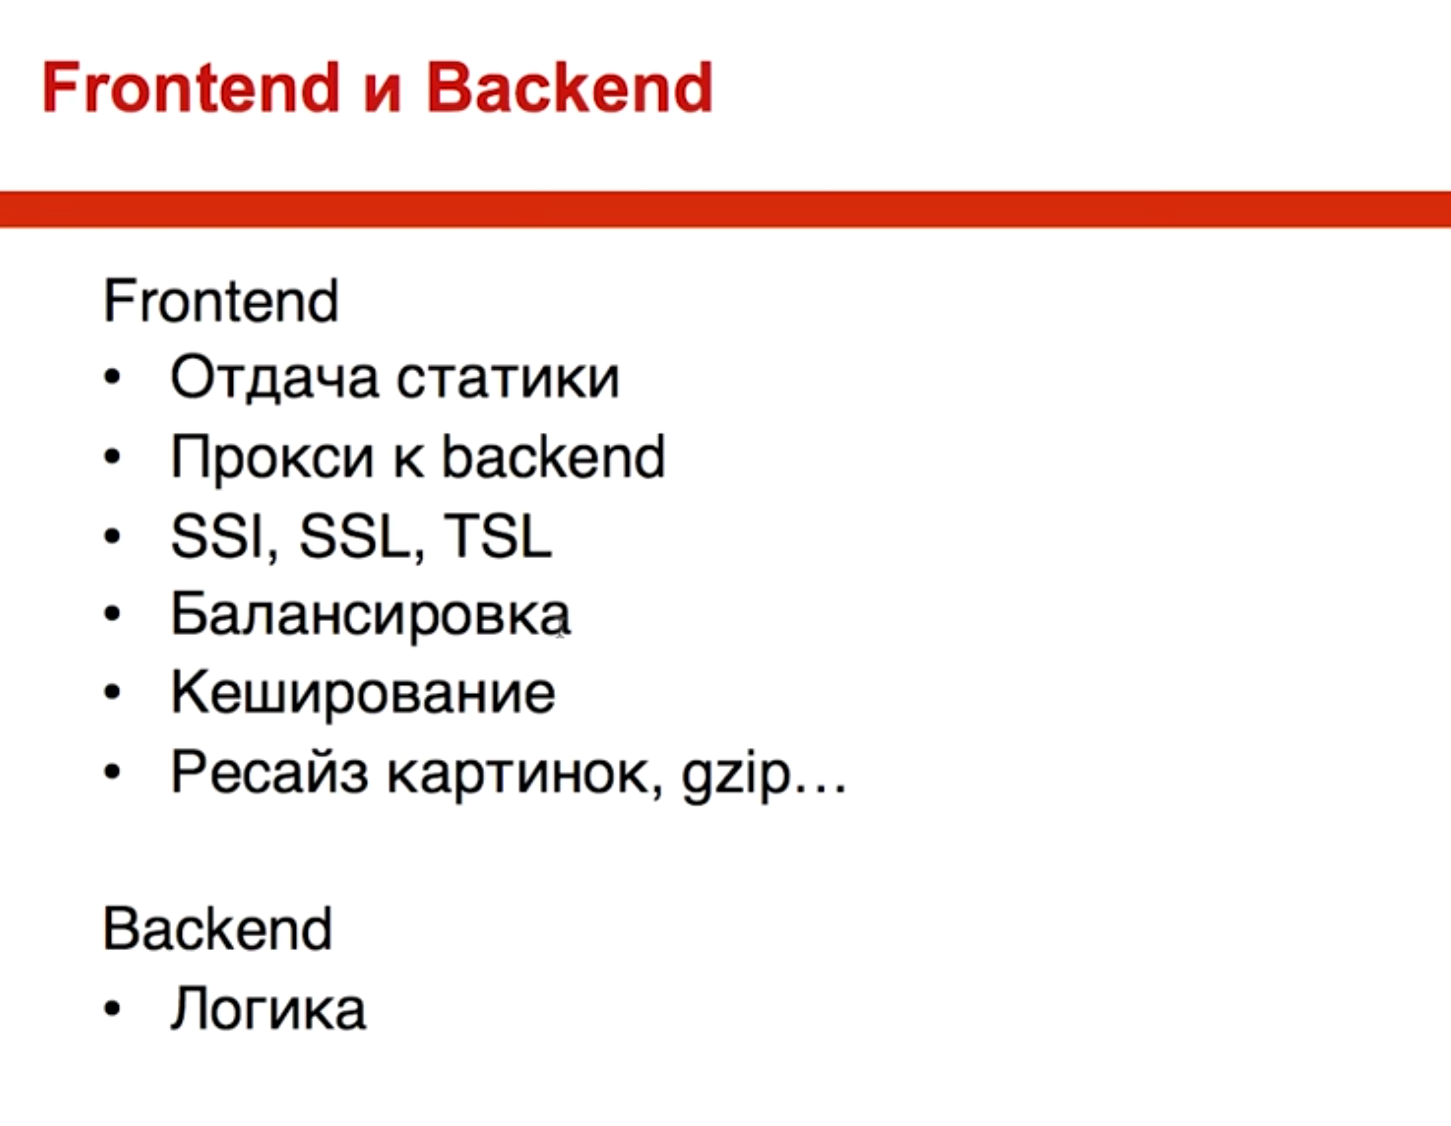 Frontend и Backend
Frontend
• Отдача статики
• Прокси к backend
• SSI, SSL, TSL
• Балансировка
• Кеширование
• Ресайз картинок, gzip…
Backend
• Логика